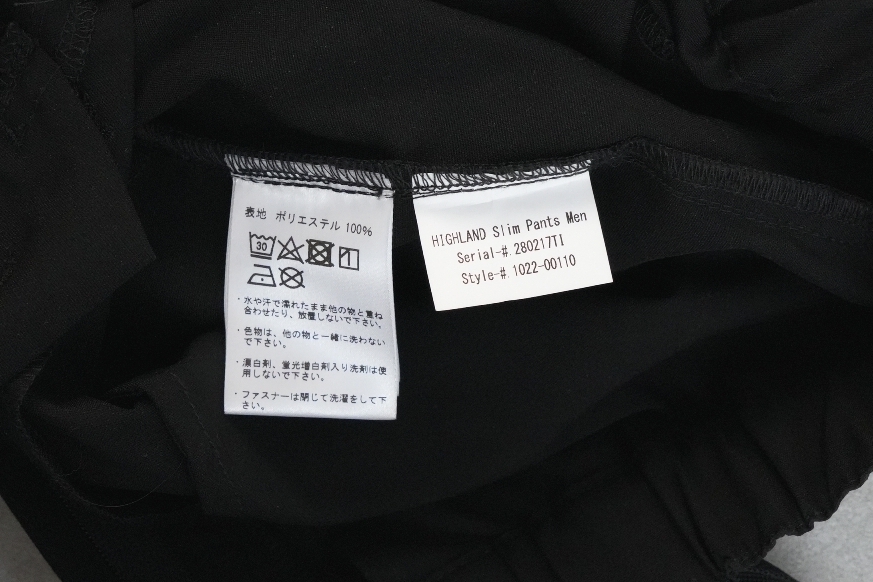 表地 ポリエステル 100%
30
・水や汗で濡れたまま他の物と重ね
合わせたり、放置しないで下さい。
・色物は、他の物と一緒に洗わない
で下さい。
・漂白剤、蛍光増白剤入り洗剤は使
用しないで下さい。
・ファスナーは閉じて洗濯をして下
さい。
HIGHLAND Slim Pants Men
Serial-#.280217TI
Style-#.1022-00110